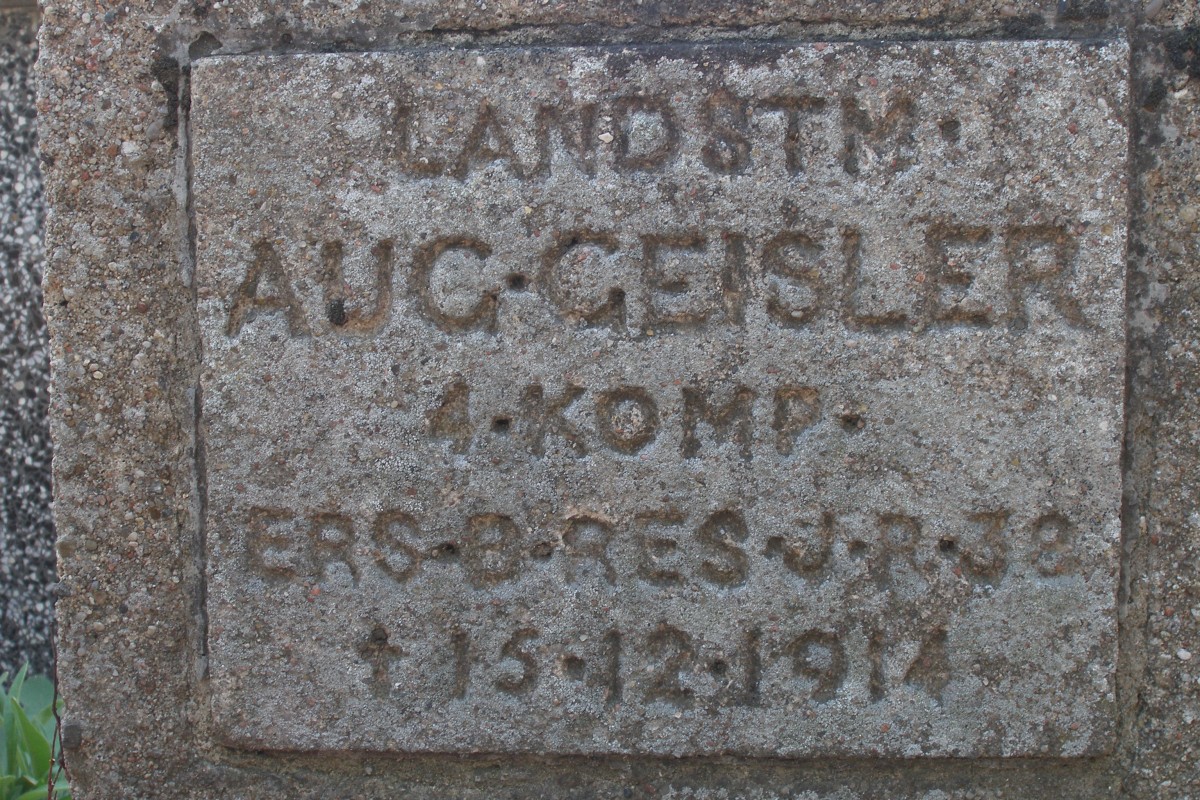 LANDSTM.
AUG·GEISLER
4·KOMP·
ERS·B·RES·J·R·38
† 15·12·1914